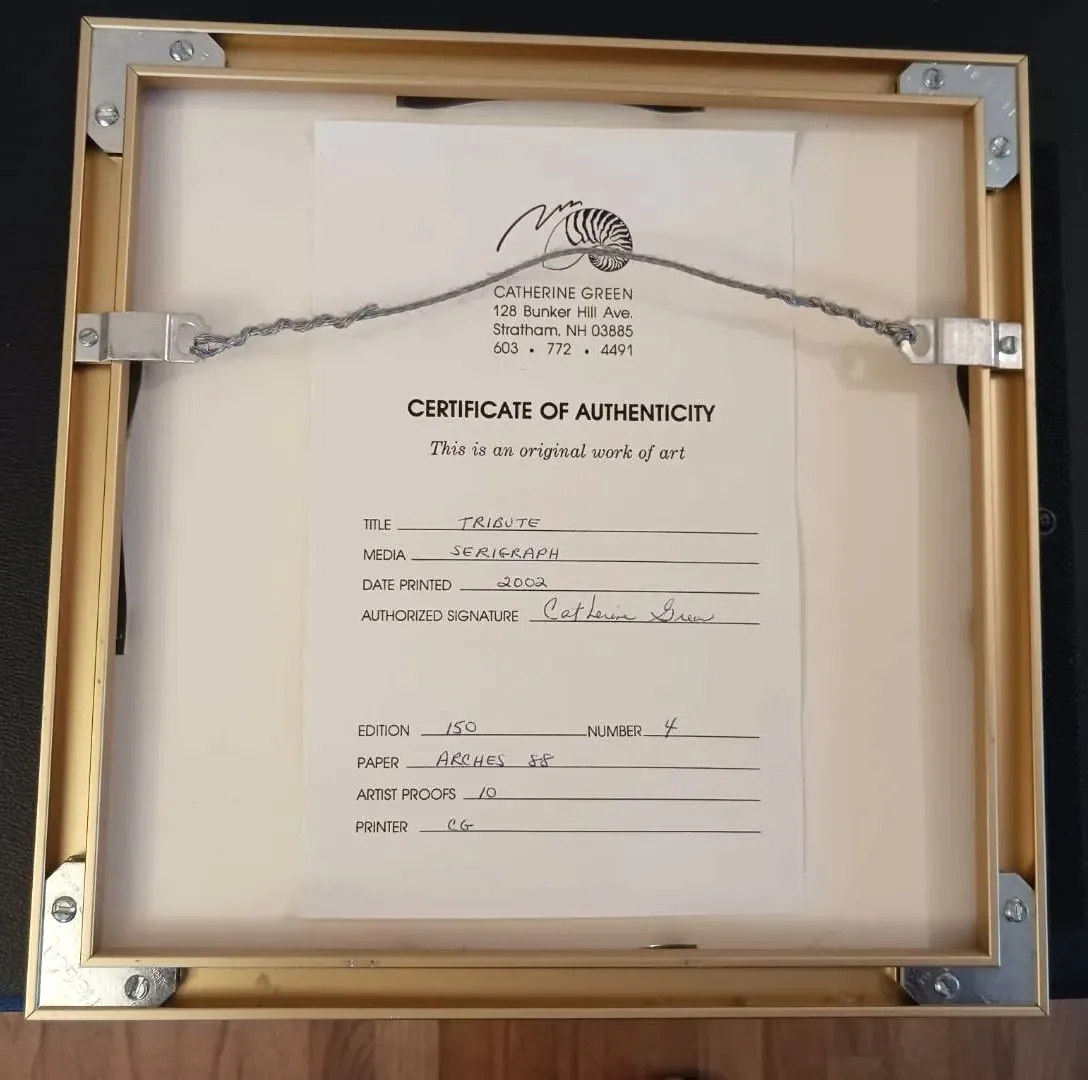 CATHERINE GREEN
128 Bunker Hill Ave.
Stratham, NH 03885
603 • 772 • 4491
CERTIFICATE OF AUTHENTICITY
This is an original work of art
TITLE TRIBUTE
MEDIA SERIGRAPH
DATE PRINTED 2002
AUTHORIZED SIGNATURE Catherine Green
EDITION 150 NUMBER 4
PAPER ARCHES 88
ARTIST PROOFS 10
PRINTER CG